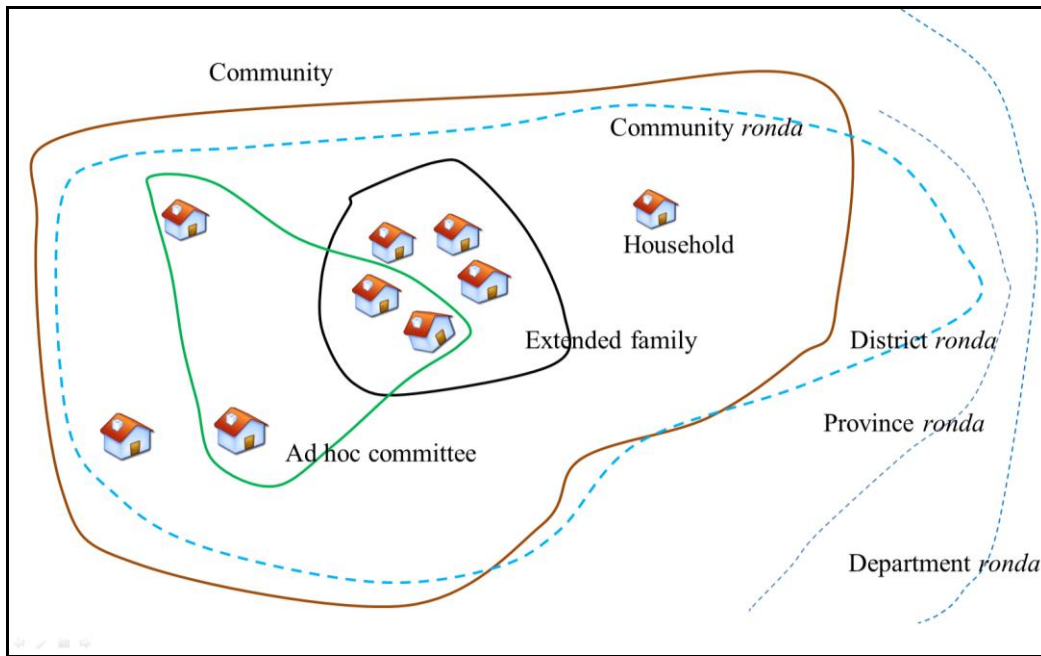 Community
Community ronda
Household
Extended family
District ronda
Province ronda
Ad hoc committee
Department ronda